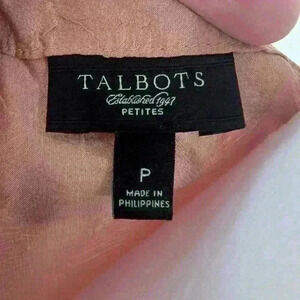 TALBOTS
Established 1947
PETITES
P
MADE IN
PHILIPPINES